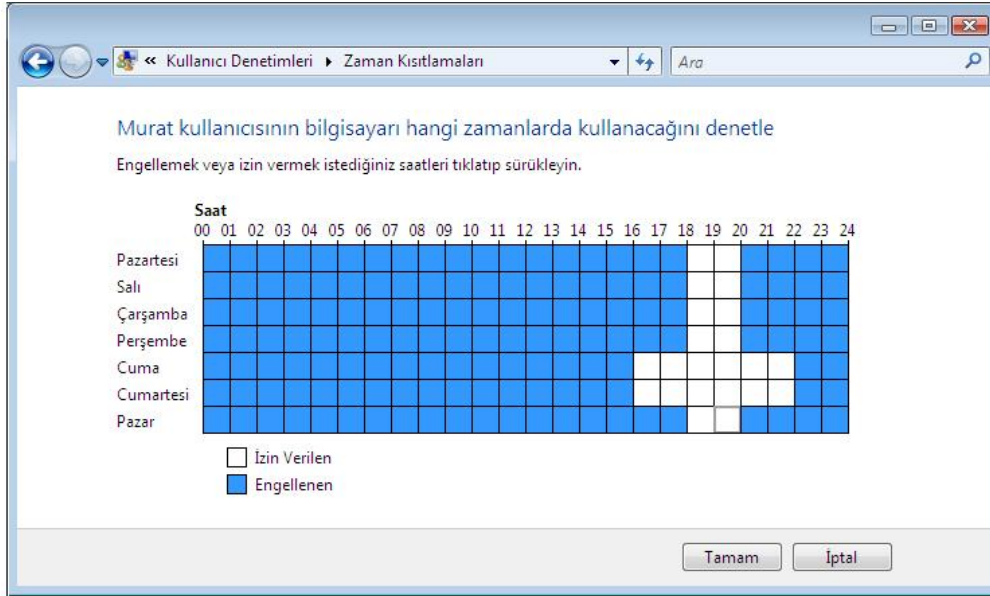 « Kullanıcı Denetimleri Zaman Kısıtlamaları Ara
Murat kullanıcısının bilgisayarı hangi zamanlarda kullanacağını denetle
Engellemek veya izin vermek istediğiniz saatleri tıklatıp sürükleyin.
Saat
00 01 02 03 04 05 06 07 08 09 10 11 12 13 14 15 16 17 18 19 20 21 22 23 24
Pazartesi
Salı
Çarşamba
Perşembe
Cuma
Cumartesi
Pazar
İzin Verilen
Engellenen
Tamam İptal